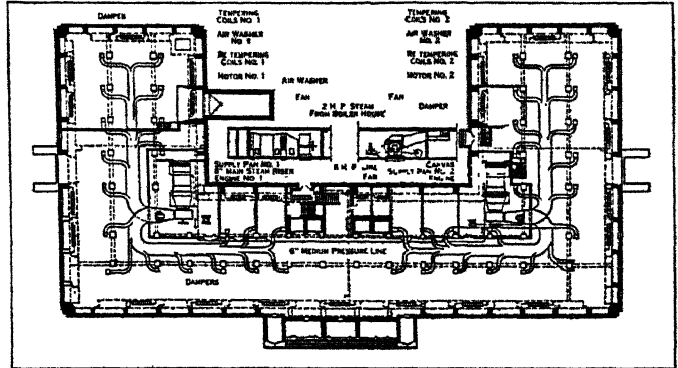 DAMPER
TEMPERING
COILS NO. 1
AIR WASHER
NO. 1
RE TEMPERING
COILS NO. 1
MOTOR NO. 1
TEMPERING
COILS NO. 2
AIR WASHER
NO. 2
RE TEMPERING
COILS NO. 2
MOTOR NO. 2
AIR WASHER
FAN
FAN
2 H. P STEAM
FROM BOILER HOUSE
DAMPER
SUPPLY FAN NO. 1
8" MAIN STEAM RISER
ENGINE NO. 1
FAN
CANVAS
SUPPLY FAN NO. 2
ENGINE
6" MEDIUM PRESSURE LINE
DAMPERS